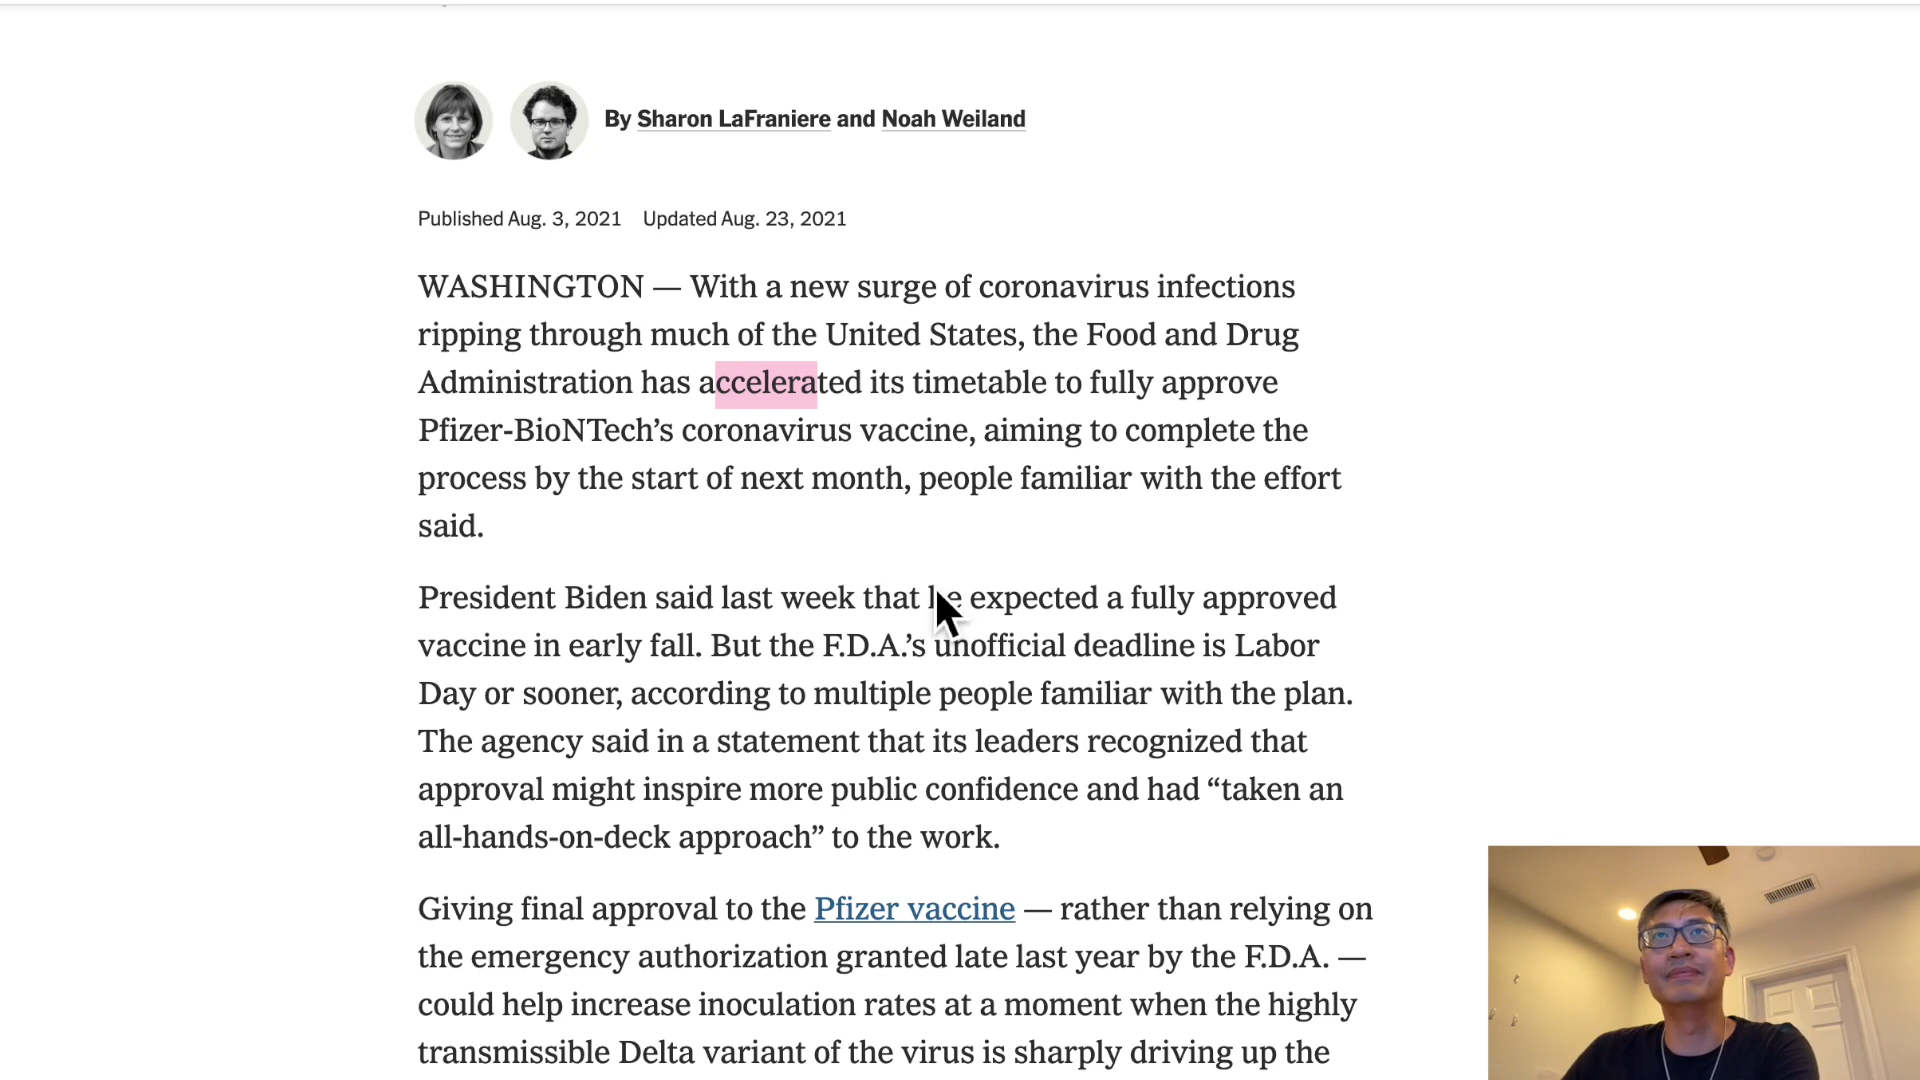 By Sharon LaFraniere and Noah Weiland
Published Aug. 3, 2021 Updated Aug. 23, 2021
WASHINGTON — With a new surge of coronavirus infections
ripping through much of the United States, the Food and Drug
Administration has accelerated its timetable to fully approve
Pfizer-BioNTech’s coronavirus vaccine, aiming to complete the
process by the start of next month, people familiar with the effort
said.
President Biden said last week that he expected a fully approved
vaccine in early fall. But the F.D.A.’s unofficial deadline is Labor
Day or sooner, according to multiple people familiar with the plan.
The agency said in a statement that its leaders recognized that
approval might inspire more public confidence and had “taken an
all-hands-on-deck approach” to the work.
Giving final approval to the Pfizer vaccine — rather than relying on
the emergency authorization granted late last year by the F.D.A. —
could help increase inoculation rates at a moment when the highly
transmissible Delta variant of the virus is sharply driving up the